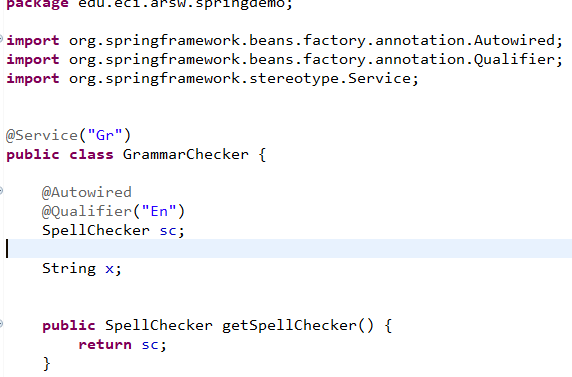 package edu.eci.arsw.springdemo;
import org.springframework.beans.factory.annotation.Autowired;
import org.springframework.beans.factory.annotation.Qualifier;
import org.springframework.stereotype.Service;
@Service("Gr")
public class GrammarChecker {
@Autowired
@Qualifier("En")
SpellChecker sc;
String x;
public SpellChecker getSpellChecker() {
return sc;
}